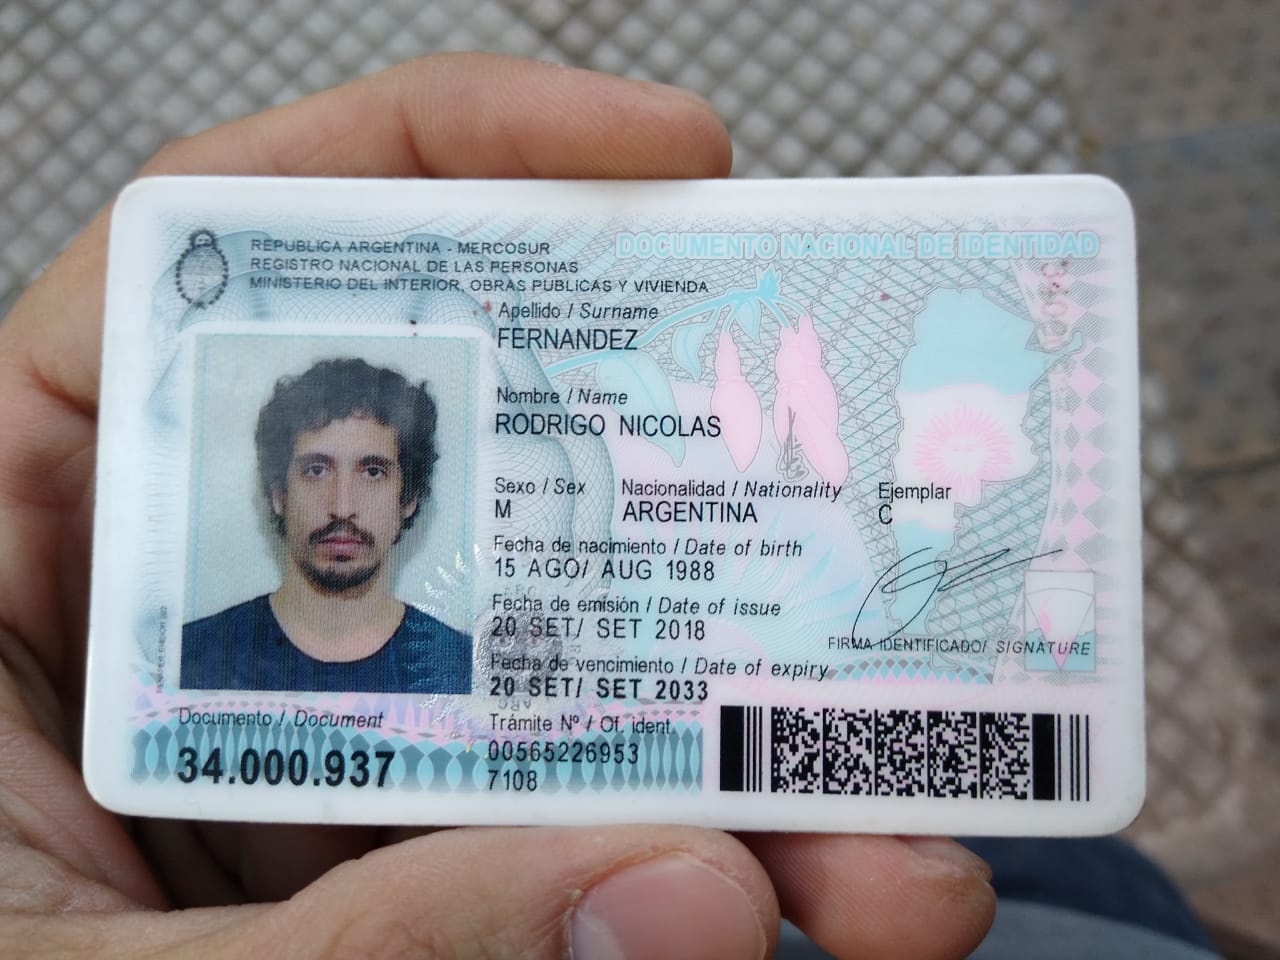 REPUBLICA ARGENTINA - MERCOSUR
REGISTRO NACIONAL DE LAS PERSONAS
MINISTERIO DEL INTERIOR, OBRAS PUBLICAS Y VIVIENDA
DOCUMENTO NACIONAL DE IDENTIDAD
Apellido / Surname
FERNANDEZ
Nombre / Name
RODRIGO NICOLAS
Sexo / Sex
M
Nacionalidad / Nationality
ARGENTINA
Ejemplar
C
Fecha de nacimiento / Date of birth
15 AGO/ AUG 1988
Fecha de emisión / Date of issue
20 SET/ SET 2018
FIRMA IDENTIFICADO/ SIGNATURE
Fecha de vencimiento / Date of expiry
20 SET/ SET 2033
Documento / Document
34.000.937
Trámite Nº / Of. ident.
00565226953
7108